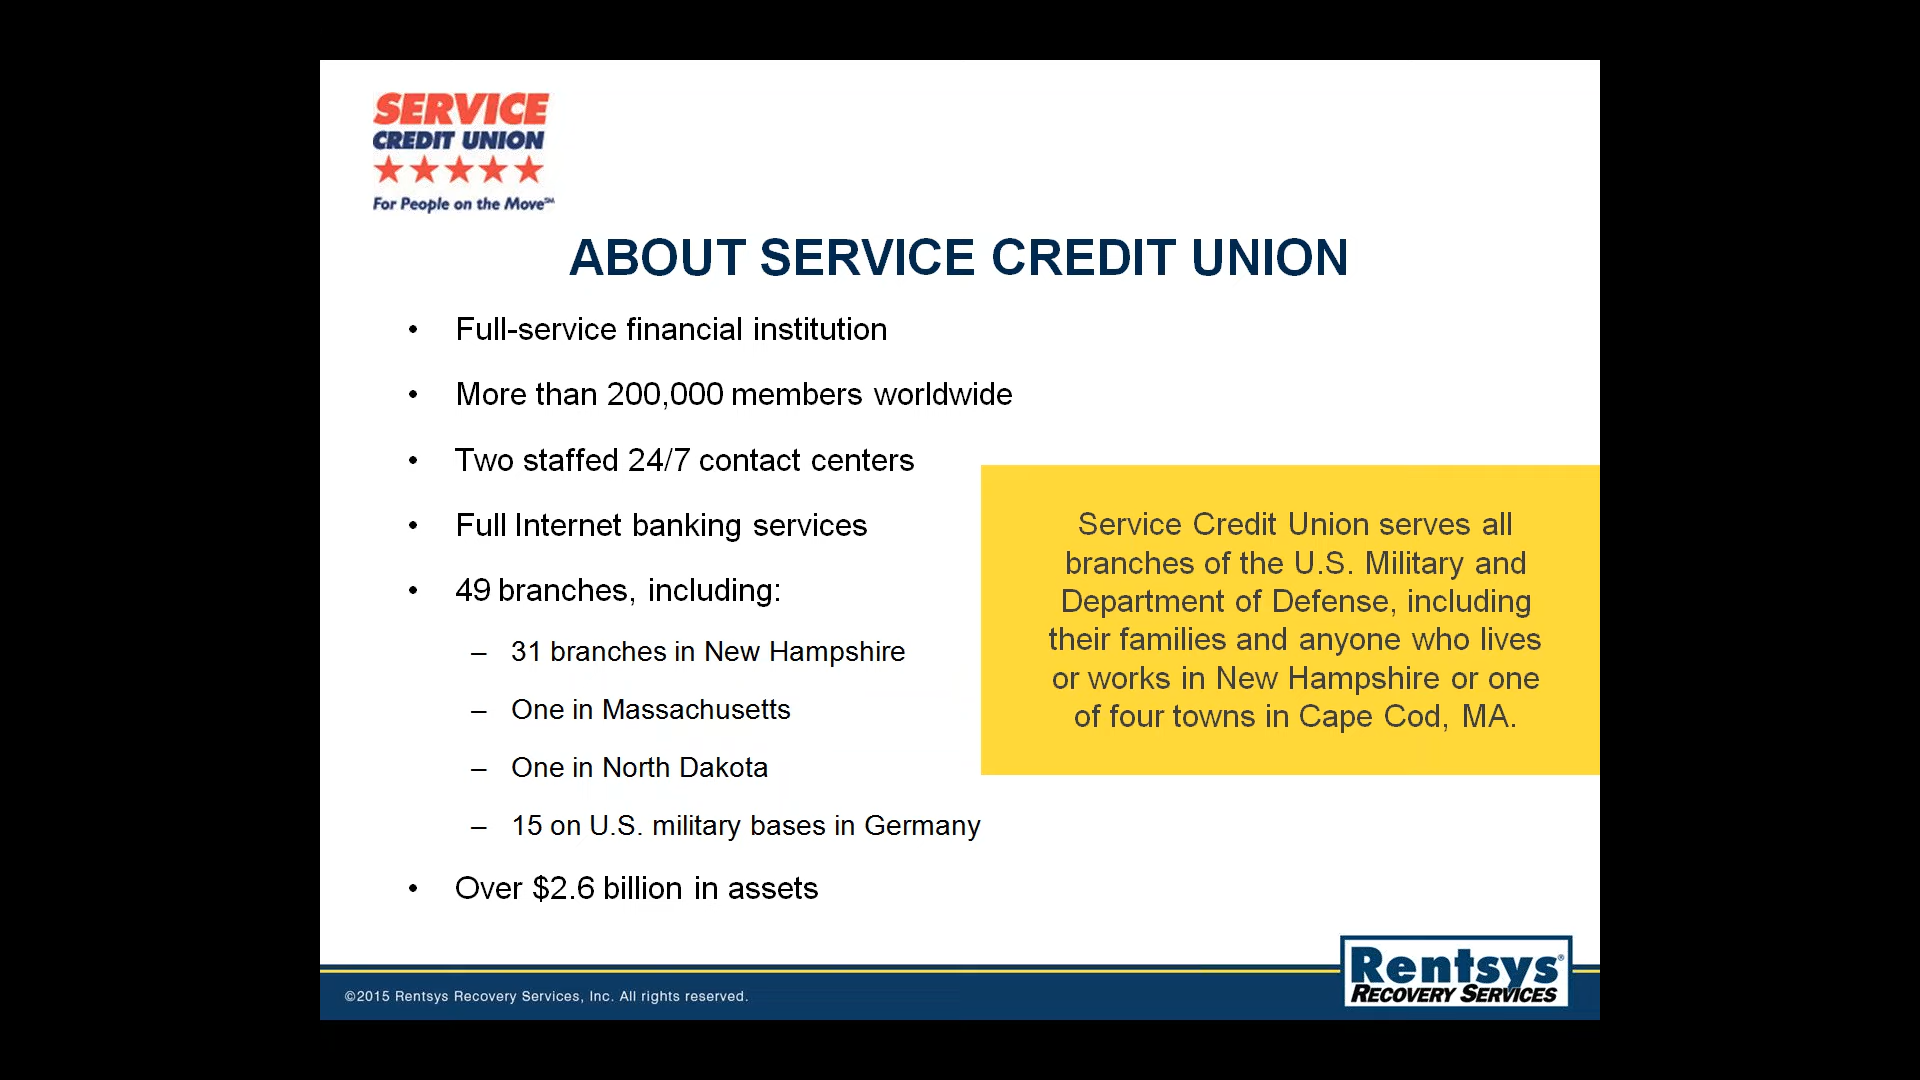 SERVICE
CREDIT UNION
For People on the Move℠
ABOUT SERVICE CREDIT UNION
• Full-service financial institution
• More than 200,000 members worldwide
• Two staffed 24/7 contact centers
• Full Internet banking services
• 49 branches, including:
– 31 branches in New Hampshire
– One in Massachusetts
– One in North Dakota
– 15 on U.S. military bases in Germany
• Over $2.6 billion in assets
Service Credit Union serves all
branches of the U.S. Military and
Department of Defense, including
their families and anyone who lives
or works in New Hampshire or one
of four towns in Cape Cod, MA.
©2015 Rentsys Recovery Services, Inc. All rights reserved.
Rentsys®
RECOVERY SERVICES